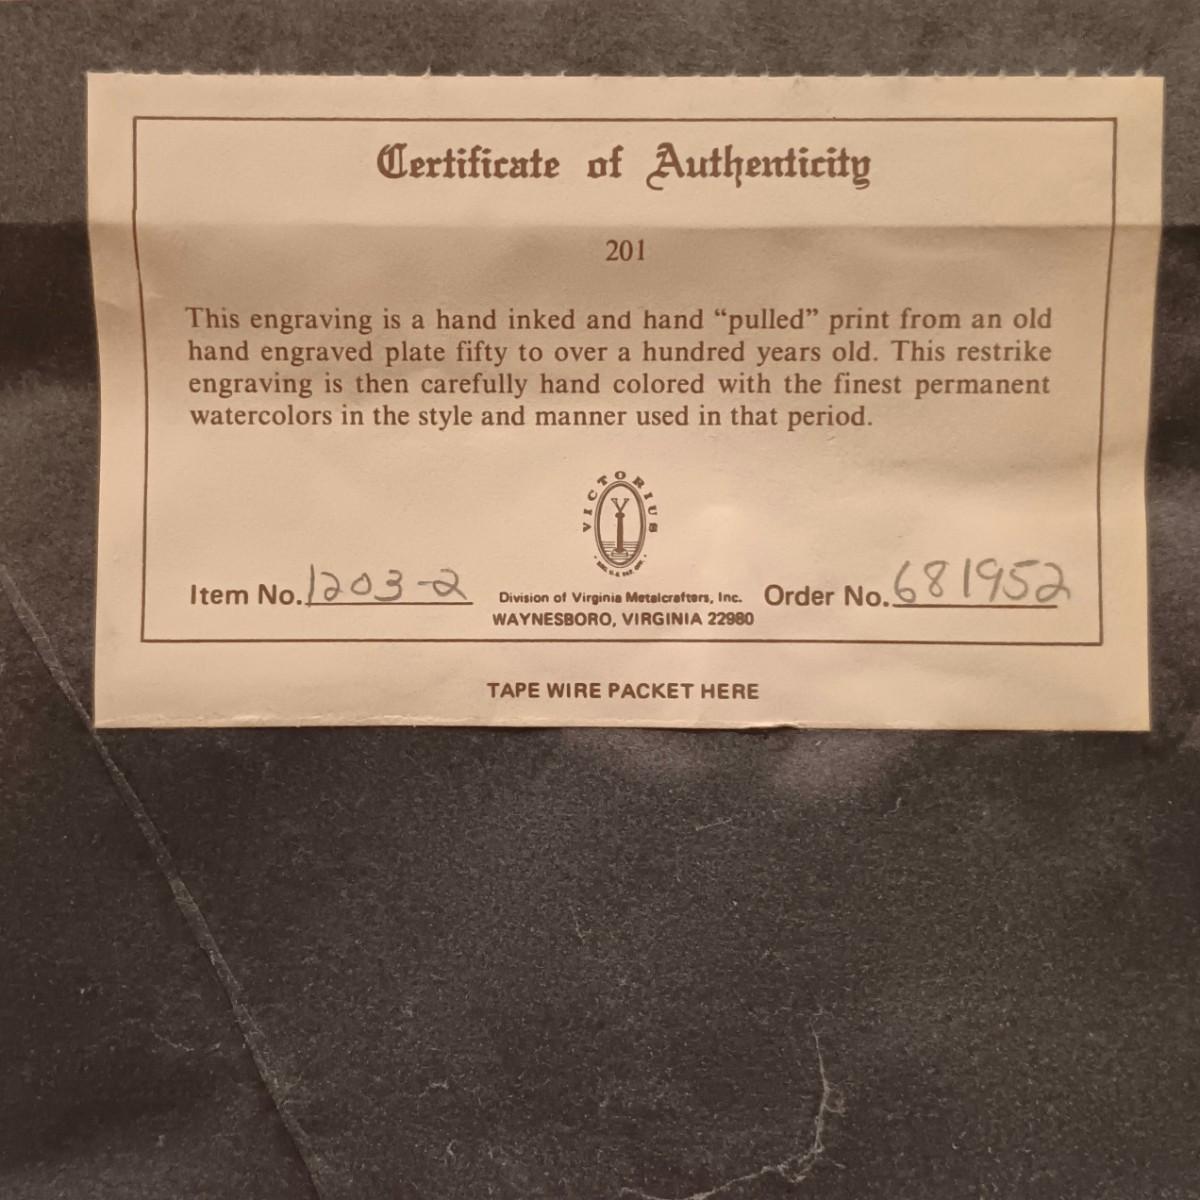 Certificate of Authenticity
201
This engraving is a hand inked and hand “pulled” print from an old
hand engraved plate fifty to over a hundred years old. This restrike
engraving is then carefully hand colored with the finest permanent
watercolors in the style and manner used in that period.
VICTORIUS
V
Item No. 1203-2
Division of Virginia Metalcrafters, Inc.
WAYNESBORO, VIRGINIA 22980
Order No. 681952
TAPE WIRE PACKET HERE